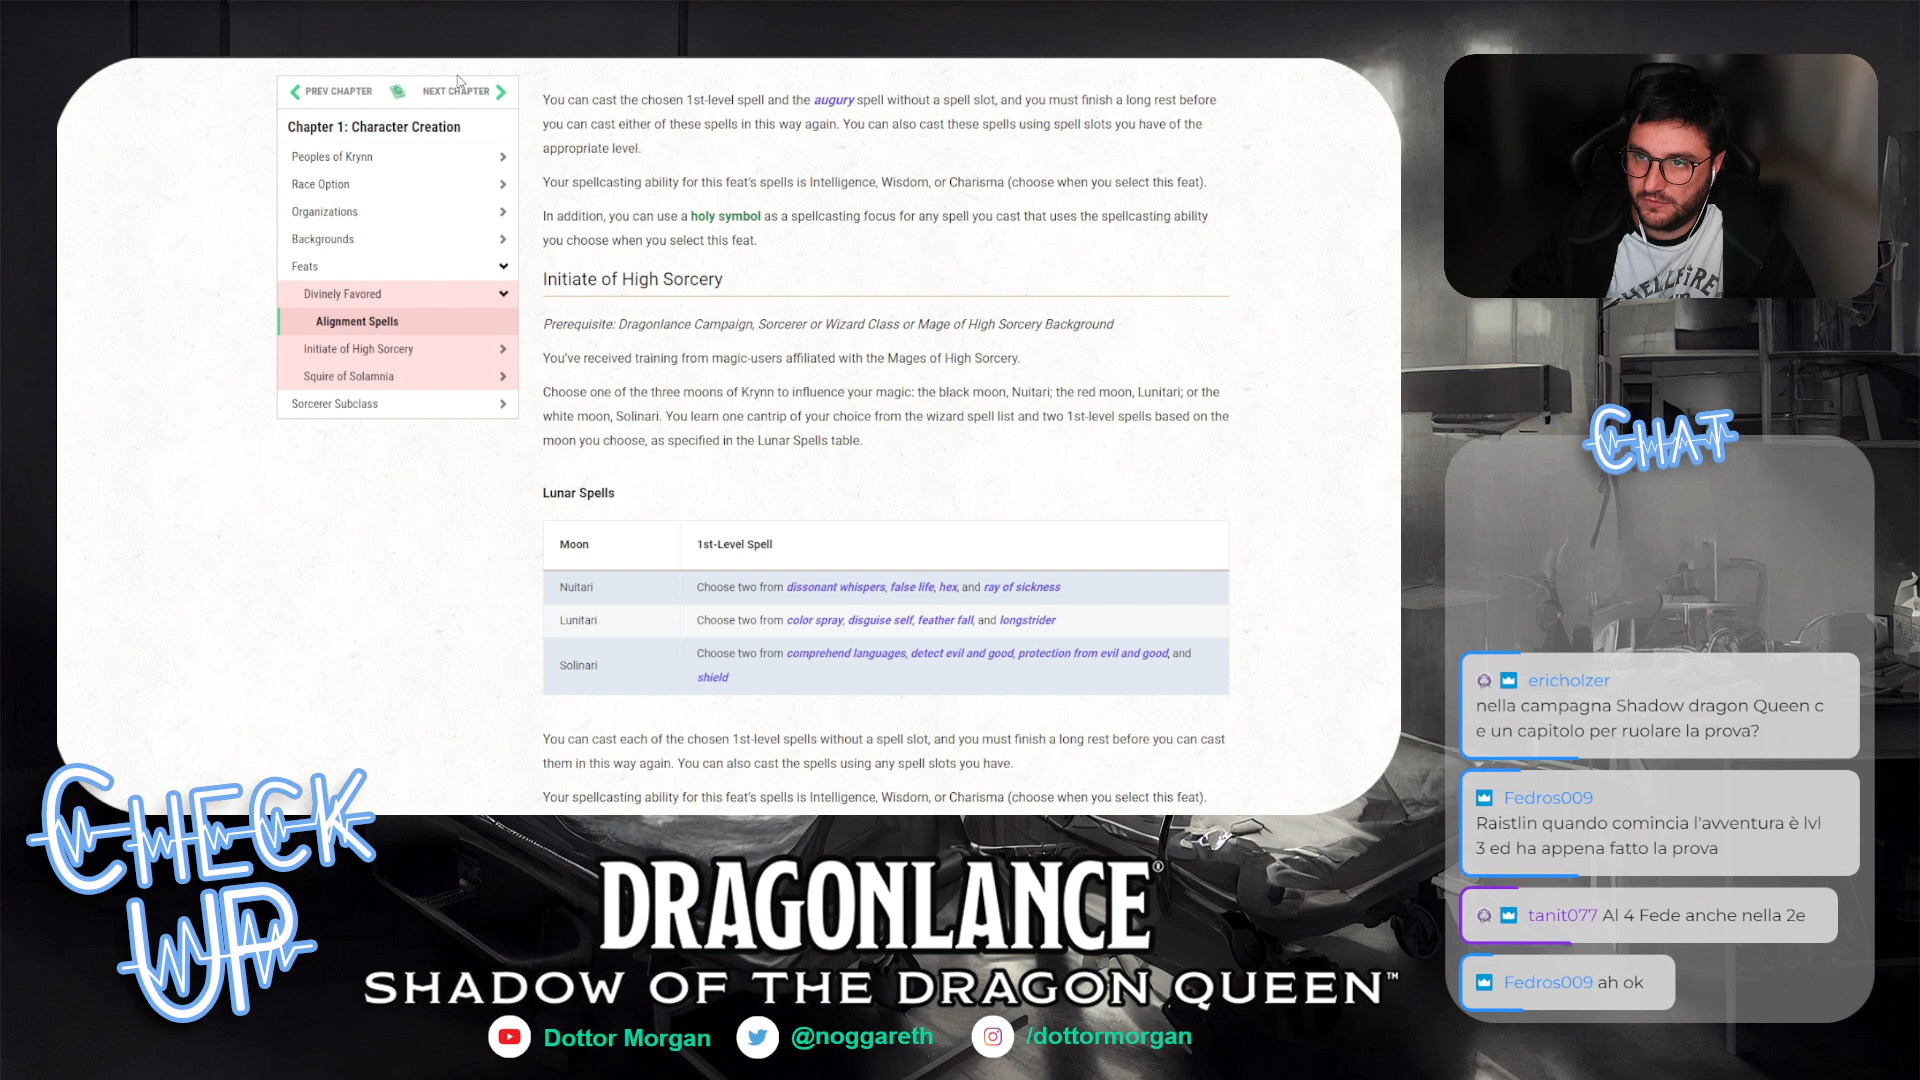 PREV CHAPTER
NEXT CHAPTER
Chapter 1: Character Creation
Peoples of Krynn
Race Option
Organizations
Backgrounds
Feats
Divinely Favored
Alignment Spells
Initiate of High Sorcery
Squire of Solamnia
Sorcerer Subclass
You can cast the chosen 1st-level spell and the augury spell without a spell slot, and you must finish a long rest before
you can cast either of these spells in this way again. You can also cast these spells using spell slots you have of the
appropriate level.
Your spellcasting ability for this feat's spells is Intelligence, Wisdom, or Charisma (choose when you select this feat).
In addition, you can use a holy symbol as a spellcasting focus for any spell you cast that uses the spellcasting ability
you choose when you select this feat.
Initiate of High Sorcery
Prerequisite: Dragonlance Campaign, Sorcerer or Wizard Class or Mage of High Sorcery Background
You've received training from magic-users affiliated with the Mages of High Sorcery.
Choose one of the three moons of Krynn to influence your magic: the black moon, Nuitari; the red moon, Lunitari; or the
white moon, Solinari. You learn one cantrip of your choice from the wizard spell list and two 1st-level spells based on the
moon you choose, as specified in the Lunar Spells table.
Lunar Spells
Moon 1st-Level Spell
Nuitari Choose two from dissonant whispers, false life, hex, and ray of sickness
Lunitari Choose two from color spray, disguise self, feather fall, and longstrider
Solinari Choose two from comprehend languages, detect evil and good, protection from evil and good, and
shield
You can cast each of the chosen 1st-level spells without a spell slot, and you must finish a long rest before you can cast
them in this way again. You can also cast the spells using any spell slots you have.
Your spellcasting ability for this feat's spells is Intelligence, Wisdom, or Charisma (choose when you select this feat).
HELLFIRE
CHAT
ericholzer
nella campagna Shadow dragon Queen c
e un capitolo per ruolare la prova?
Fedros009
Raistlin quando comincia l'avventura è lvl
3 ed ha appena fatto la prova
tanit077 Al 4 Fede anche nella 2e
Fedros009 ah ok
CHECK
UP
DRAGONLANCE®
SHADOW OF THE DRAGON QUEEN™
Dottor Morgan
@noggareth
/dottormorgan